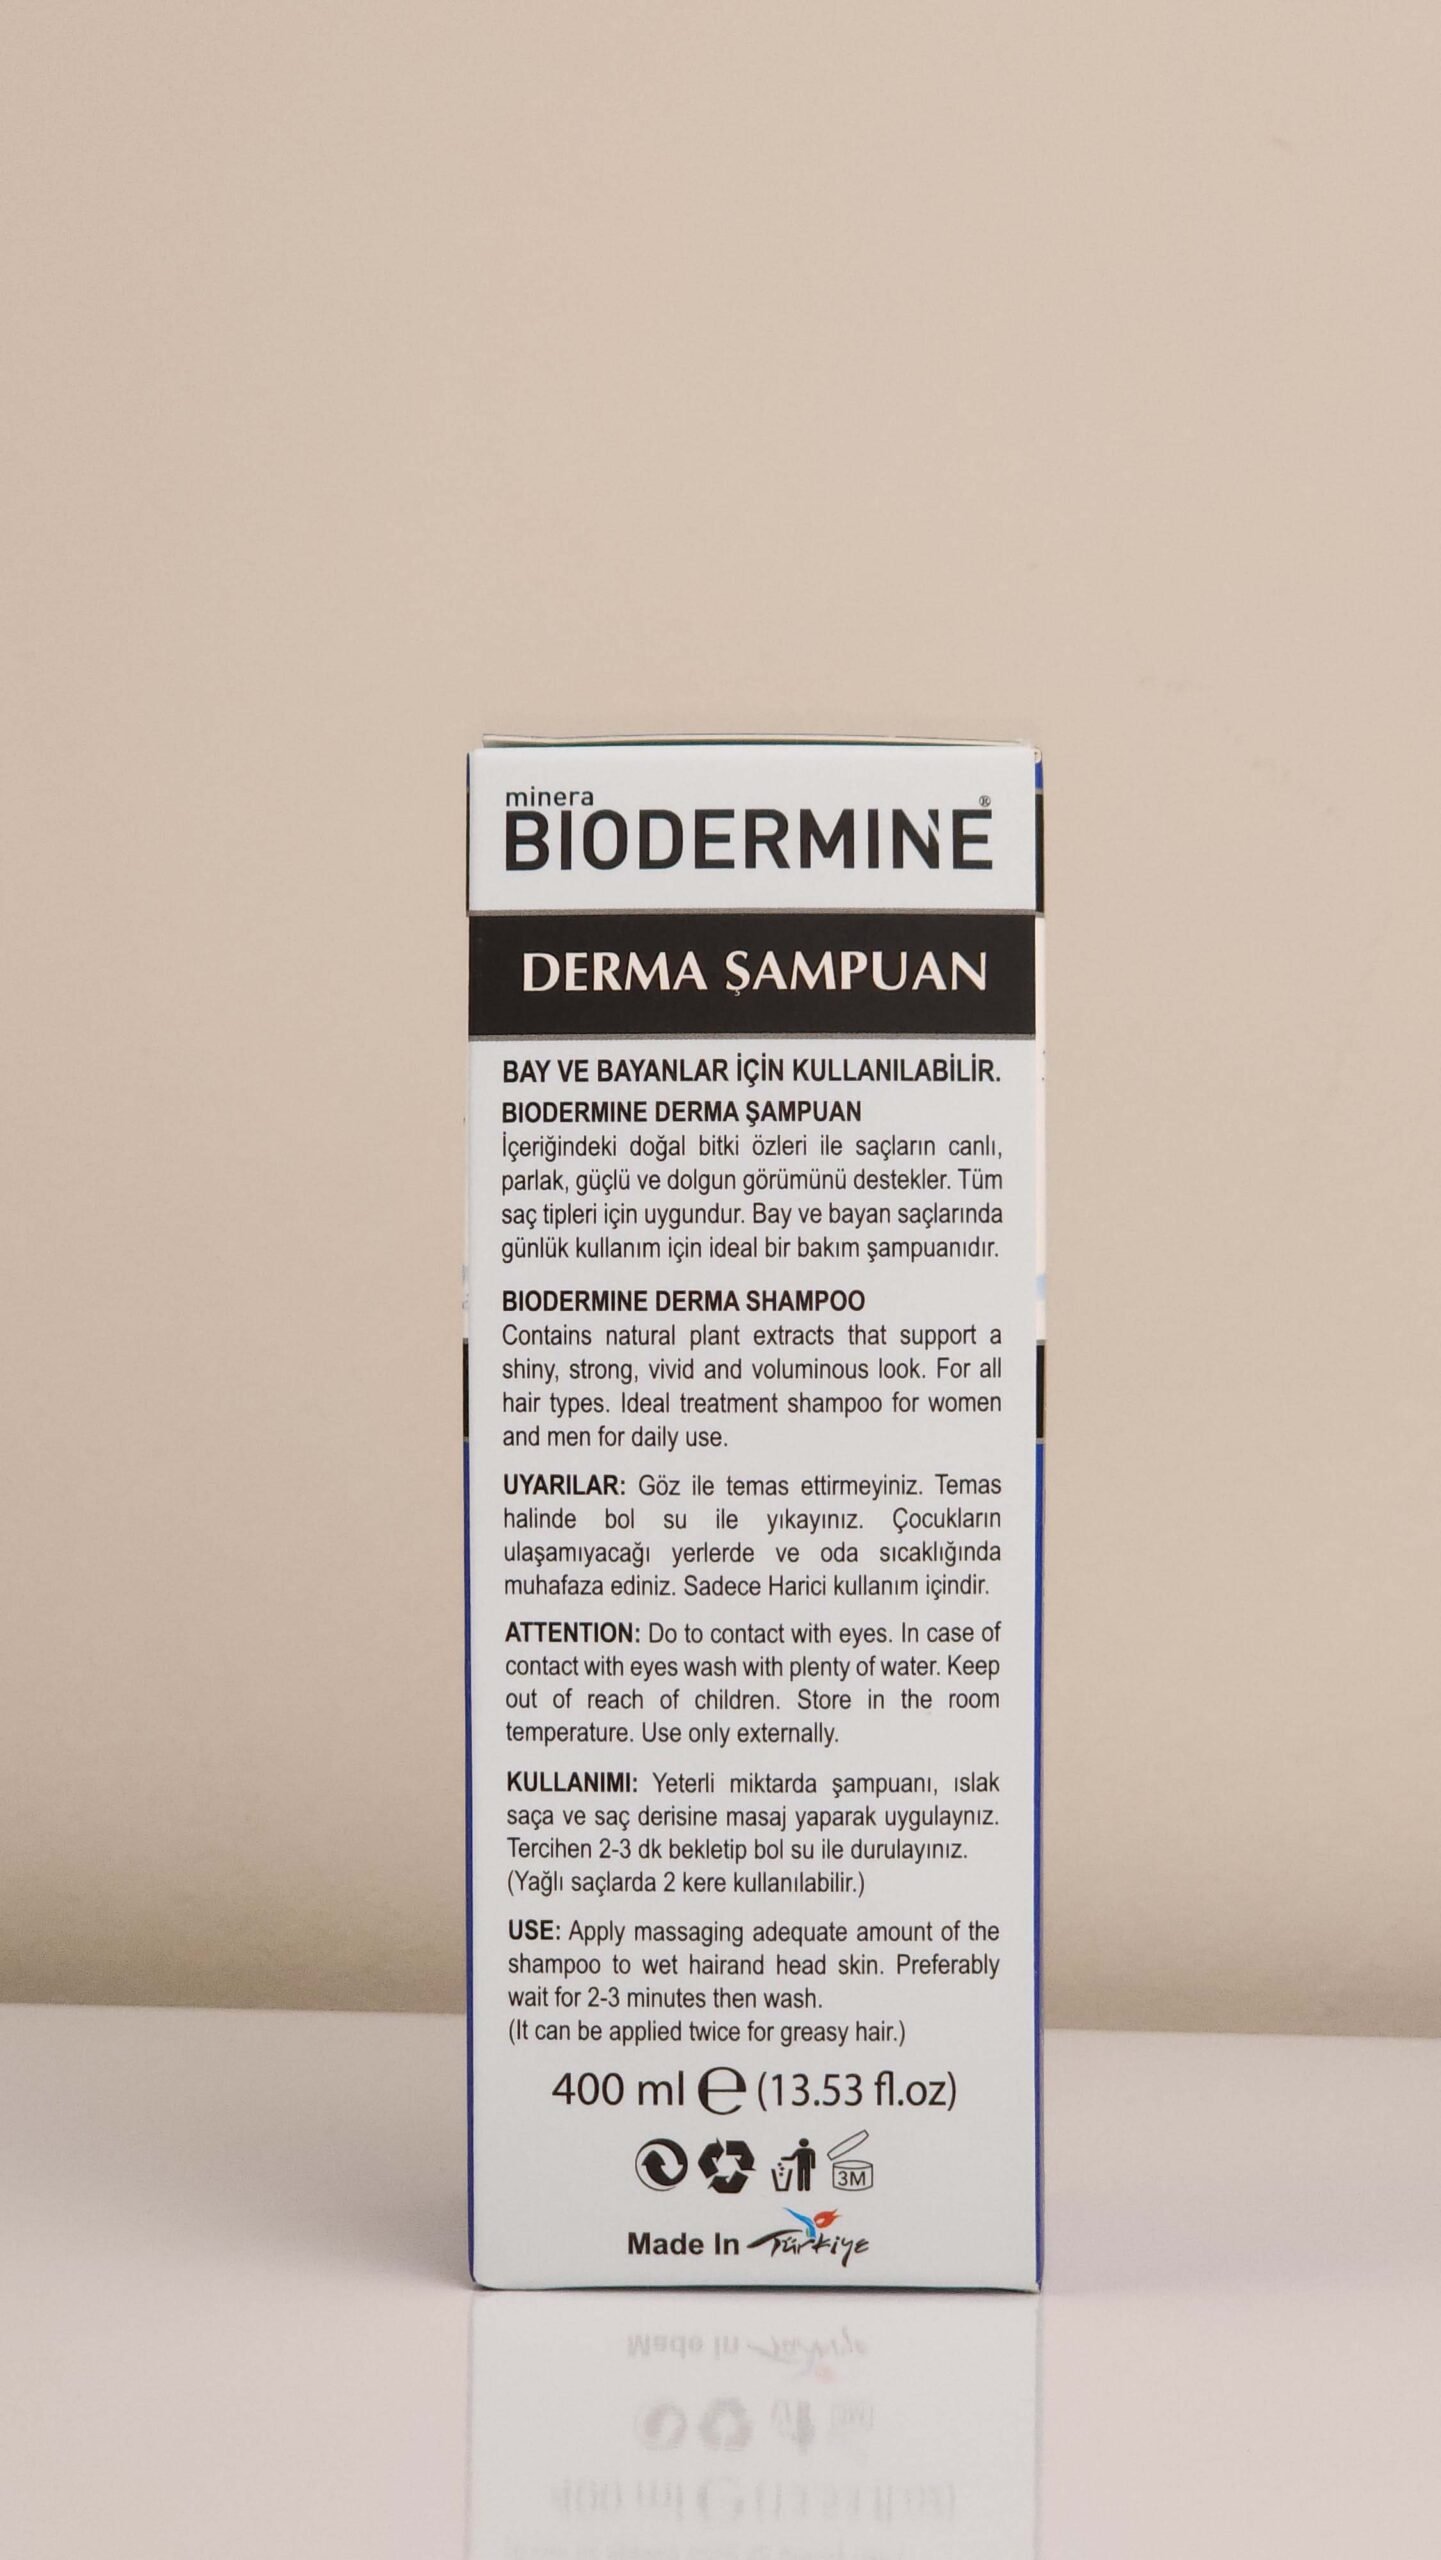 minera
BIODERMINE®
DERMA ŞAMPUAN
BAY VE BAYANLAR İÇİN KULLANILABİLİR.
BIODERMINE DERMA ŞAMPUAN
İçeriğindeki doğal bitki özleri ile saçların canlı,
parlak, güçlü ve dolgun görümünü destekler. Tüm
saç tipleri için uygundur. Bay ve bayan saçlarında
günlük kullanım için ideal bir bakım şampuanıdır.
BIODERMINE DERMA SHAMPOO
Contains natural plant extracts that support a
shiny, strong, vivid and voluminous look. For all
hair types. Ideal treatment shampoo for women
and men for daily use.
UYARILAR: Göz ile temas ettirmeyiniz. Temas
halinde bol su ile yıkayınız. Çocukların
ulaşamıyacağı yerlerde ve oda sıcaklığında
muhafaza ediniz. Sadece Harici kullanım içindir.
ATTENTION: Do to contact with eyes. In case of
contact with eyes wash with plenty of water. Keep
out of reach of children. Store in the room
temperature. Use only externally.
KULLANIMI: Yeterli miktarda şampuanı, ıslak
saça ve saç derisine masaj yaparak uygulaynız.
Tercihen 2-3 dk bekletip bol su ile durulayınız.
(Yağlı saçlarda 2 kere kullanılabilir.)
USE: Apply massaging adequate amount of the
shampoo to wet hairand head skin. Preferably
wait for 2-3 minutes then wash.
(It can be applied twice for greasy hair.)
400 ml e (13.53 fl.oz)
3M
Made In Türkiye